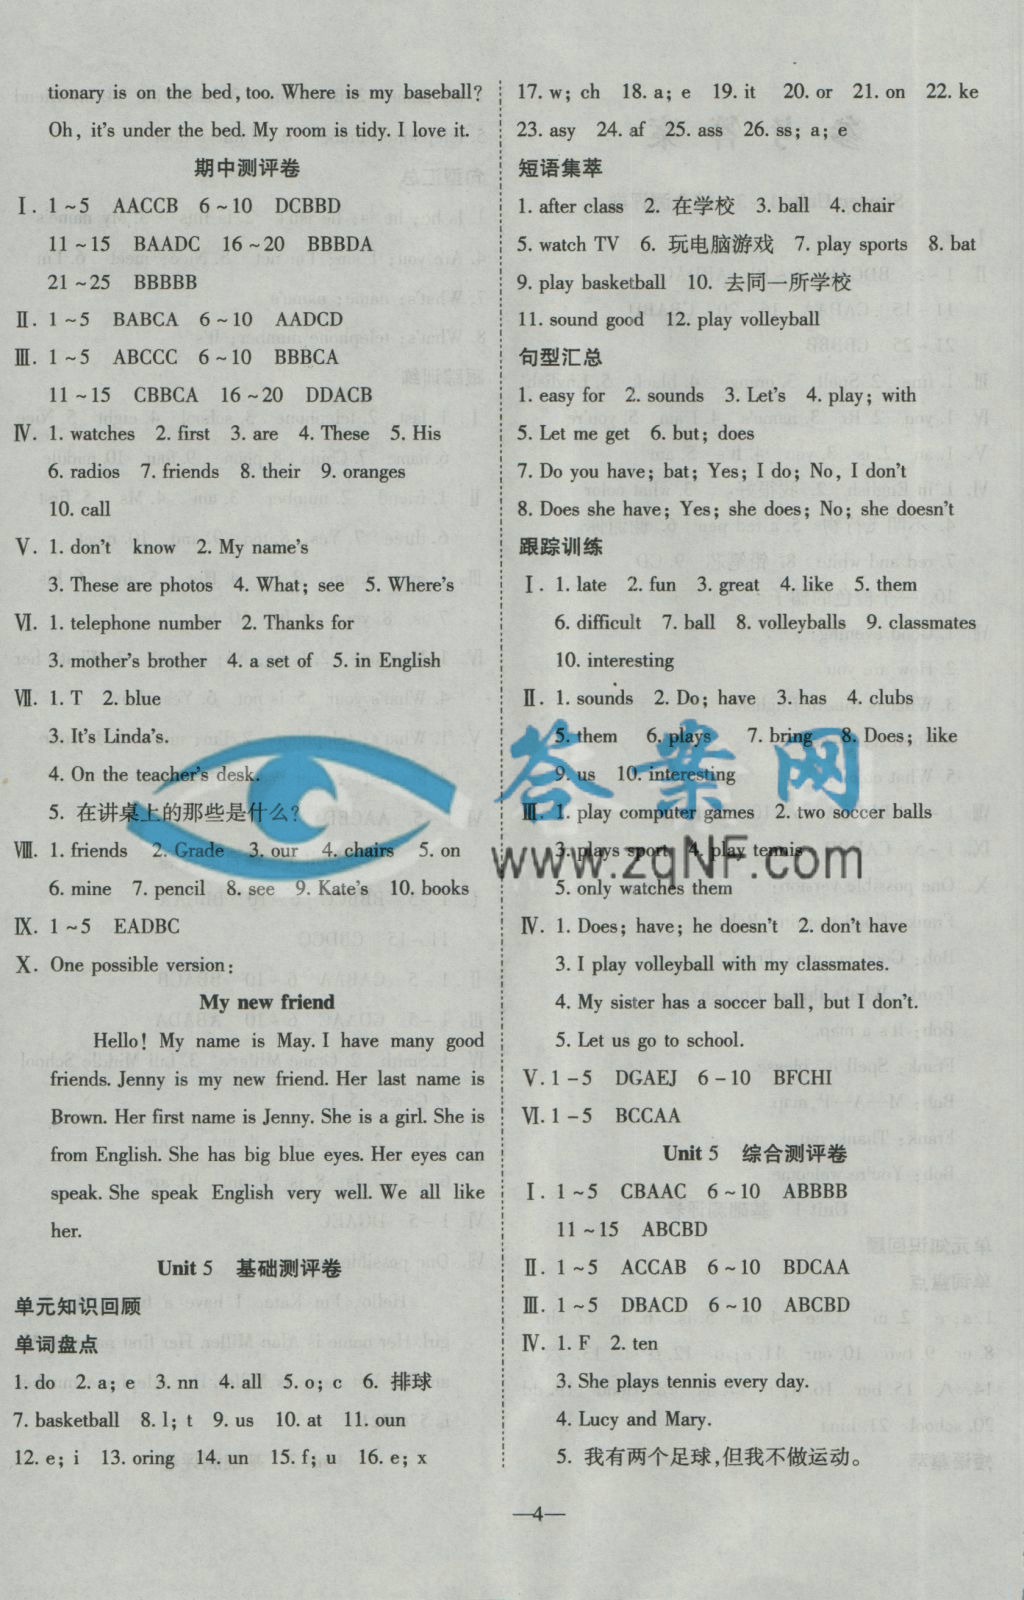 tionary is on the bed, too. Where is my baseball?
Oh, it's under the bed. My room is tidy. I love it.
期中测评卷
Ⅰ. 1~5 AACCB 6~10 DCBBD
11~15 BAADC 16~20 BBBDA
21~25 BBBBB
Ⅱ. 1~5 BABCA 6~10 AADCD
Ⅲ. 1~5 ABCCC 6~10 BBBCA
11~15 CBBCA 16~20 DDACB
Ⅳ. 1. watches 2. first 3. are 4. These 5. His
6. radios 7. friends 8. their 9. oranges
10. call
Ⅴ. 1. don't know 2. My name's
3. These are photos 4. What; see 5. Where's
Ⅵ. 1. telephone number 2. Thanks for
3. mother's brother 4. a set of 5. in English
Ⅶ. 1. T 2. blue
3. It's Linda's.
4. On the teacher's desk.
5. 在讲桌上的那些是什么?
Ⅷ. 1. friends 2. Grade 3. our 4. chairs 5. on
6. mine 7. pencil 8. see 9. Kate's 10. books
Ⅸ. 1~5 EADBC
Ⅹ. One possible version:
My new friend
Hello! My name is May. I have many good
friends. Jenny is my new friend. Her last name is
Brown. Her first name is Jenny. She is a girl. She is
from English. She has big blue eyes. Her eyes can
speak. She speak English very well. We all like
her.
Unit 5 基础测评卷
单元知识回顾
单词盘点
1. do 2. a; e 3. nn 4. all 5. o; c 6. 排球
7. basketball 8. l; t 9. us 10. at 11. oun
12. e; i 13. oring 14. un 15. f; u 16. e; x
17. w; ch 18. a; e 19. it 20. or 21. on 22. ke
23. asy 24. af 25. ass 26. ss; a; e
短语集萃
1. after class 2. 在学校 3. ball 4. chair
5. watch TV 6. 玩电脑游戏 7. play sports 8. bat
9. play basketball 10. 去同一所学校
11. sound good 12. play volleyball
句型汇总
1. easy for 2. sounds 3. Let's 4. play; with
5. Let me get 6. but; does
7. Do you have; bat; Yes; I do; No, I don't
8. Does she have; Yes; she does; No; she doesn't
跟踪训练
Ⅰ. 1. late 2. fun 3. great 4. like 5. them
6. difficult 7. ball 8. volleyballs 9. classmates
10. interesting
Ⅱ. 1. sounds 2. Do; have 3. has 4. clubs
5. them 6. plays 7. bring 8. Does; like
9. us 10. interesting
Ⅲ. 1. play computer games 2. two soccer balls
3. plays sport 4. play tennis
5. only watches them
Ⅳ. 1. Does; have; he doesn't 2. don't have
3. I play volleyball with my classmates.
4. My sister has a soccer ball, but I don't.
5. Let us go to school.
Ⅴ. 1-5 DGAEJ 6-10 BFCHI
Ⅵ. 1-5 BCCAA
Unit 5 综合测评卷
Ⅰ. 1~5 CBAAC 6~10 ABBBB
11~15 ABCBD
Ⅱ. 1~5 ACCAB 6~10 BDCAA
Ⅲ. 1~5 DBACD 6~10 ABCDB
Ⅳ. 1. F 2. ten
3. She plays tennis every day.
4. Lucy and Mary.
5. 我有两个足球,但我不做运动。
—4—
答案网
www.zqNF.com